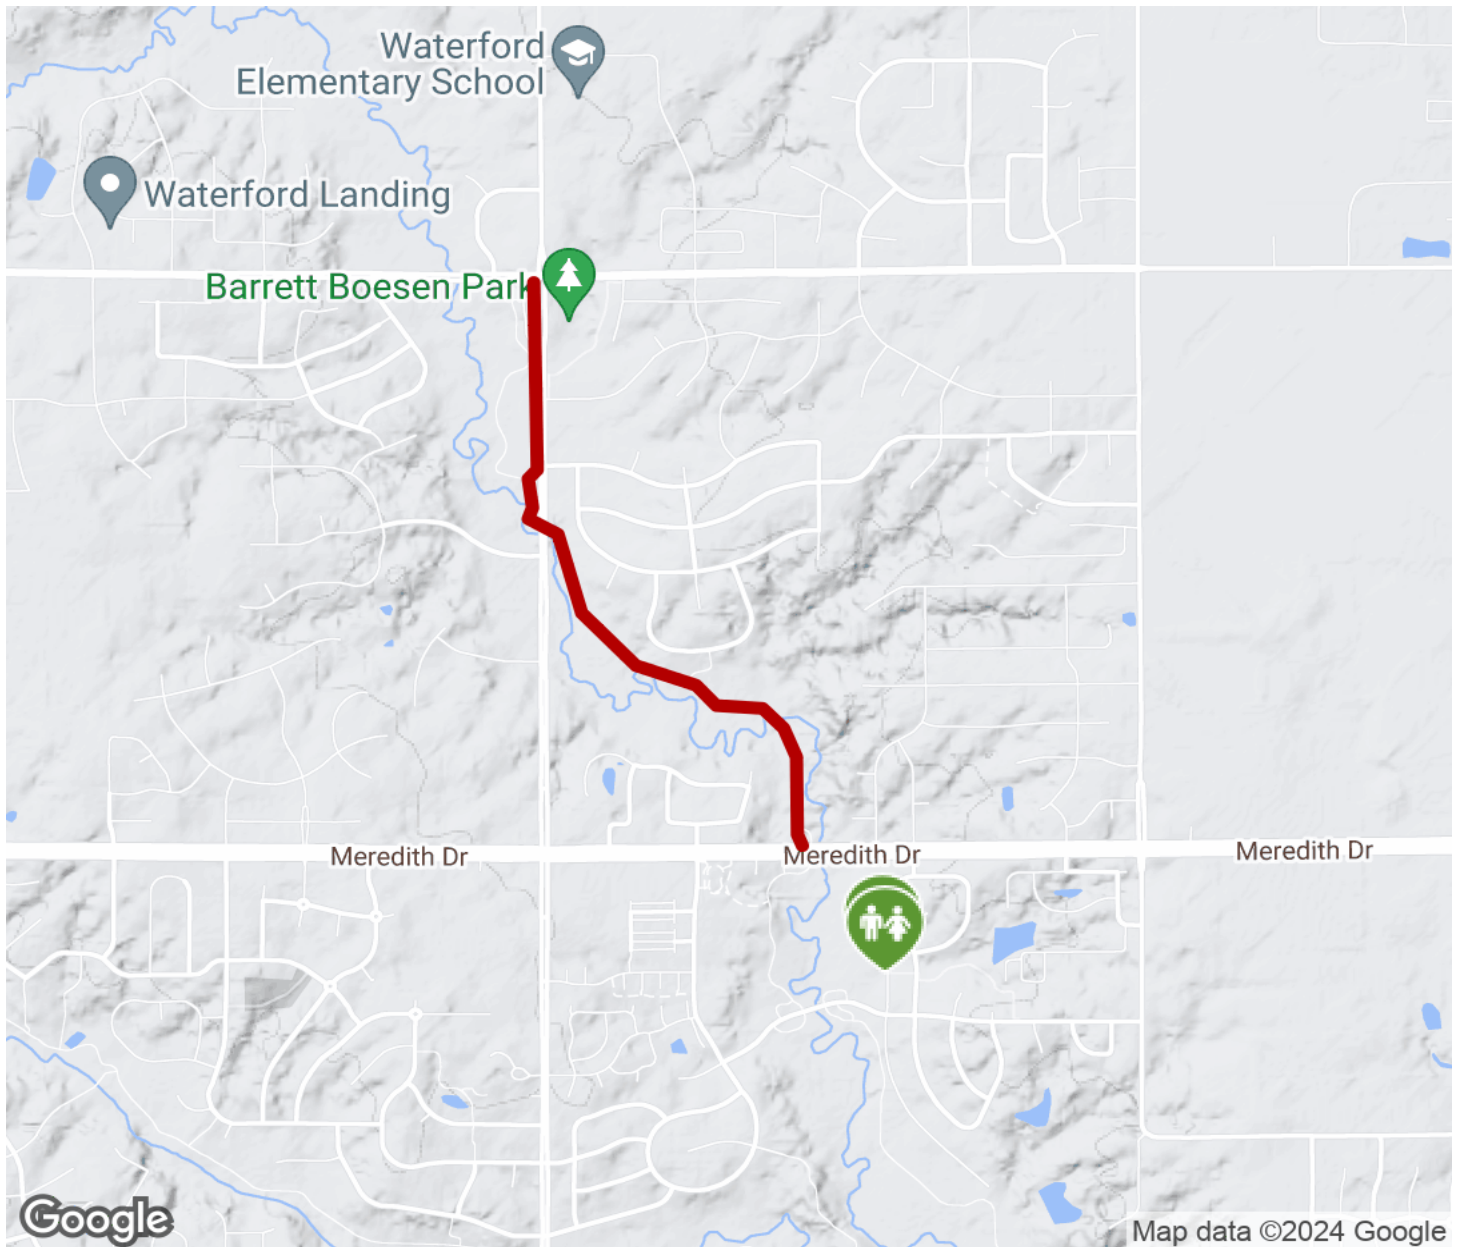 Waterford
Elementary School
Waterford Landing
Barrett Boesen Park
Meredith Dr
Meredith Dr
Meredith Dr
Google
Map data ©2024 Google